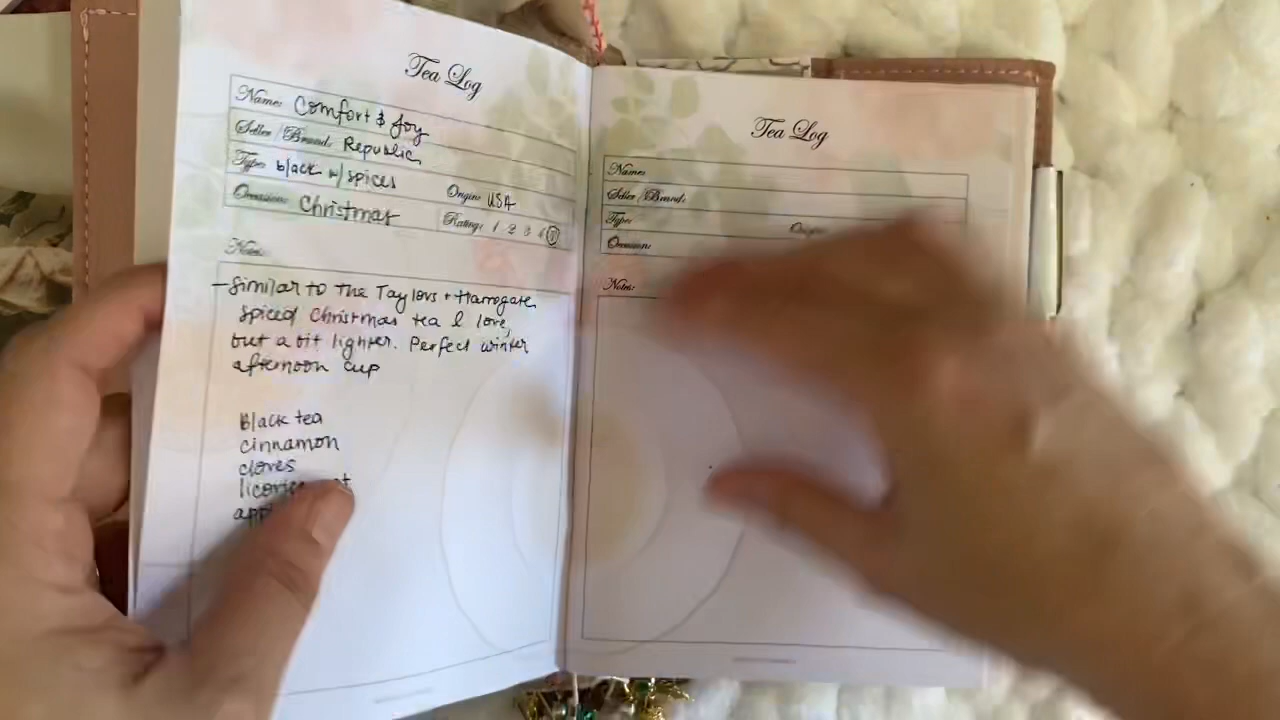 Tea Log
Name: Comfort & Joy
Seller/Brand: Republic
Type: black w/ spices Origin: USA
Occasion: Christmas Rating: 1 2 3 4 5
Notes:
- Similar to the Taylors + Harrogate
spiced Christmas tea I love,
but a bit lighter. Perfect winter
afternoon cup
black tea
cinnamon
cloves
Tea Log
Name:
Seller/Brand:
Type: Origin:
Occasion:
Notes: